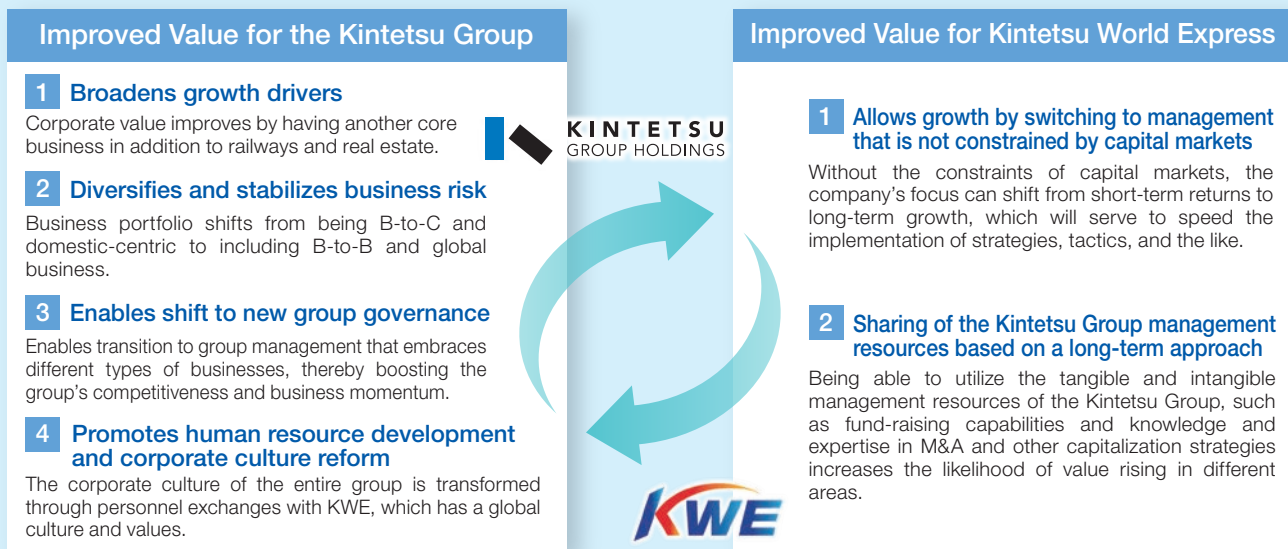 Improved Value for the Kintetsu Group
1 Broadens growth drivers
Corporate value improves by having another core
business in addition to railways and real estate.
2 Diversifies and stabilizes business risk
Business portfolio shifts from being B-to-C and
domestic-centric to including B-to-B and global
business.
3 Enables shift to new group governance
Enables transition to group management that embraces
different types of businesses, thereby boosting the
group’s competitiveness and business momentum.
4 Promotes human resource development
and corporate culture reform
The corporate culture of the entire group is transformed
through personnel exchanges with KWE, which has a global
culture and values.
KINTETSU
GROUP HOLDINGS
KWE
Improved Value for Kintetsu World Express
1 Allows growth by switching to management
that is not constrained by capital markets
Without the constraints of capital markets, the
company’s focus can shift from short-term returns to
long-term growth, which will serve to speed the
implementation of strategies, tactics, and the like.
2 Sharing of the Kintetsu Group management
resources based on a long-term approach
Being able to utilize the tangible and intangible
management resources of the Kintetsu Group, such
as fund-raising capabilities and knowledge and
expertise in M&A and other capitalization strategies
increases the likelihood of value rising in different
areas.